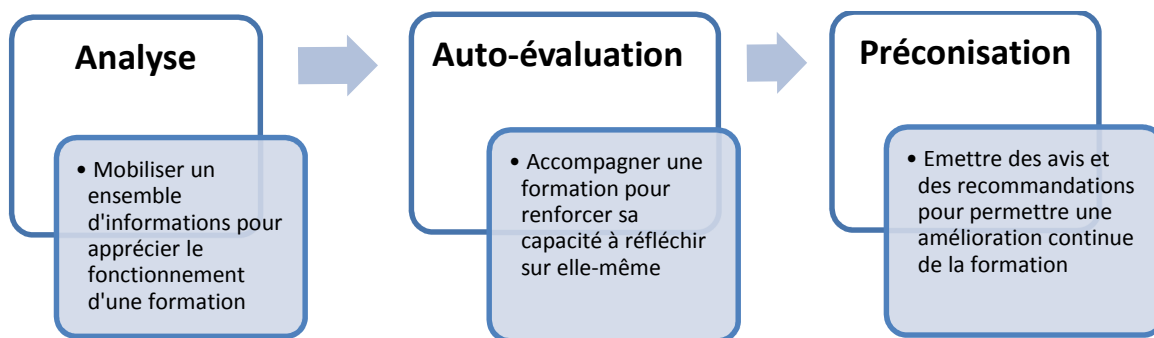 Analyse
• Mobiliser un
ensemble
d'informations pour
apprécier le
fonctionnement
d'une formation
Auto-évaluation
• Accompagner une
formation pour
renforcer sa
capacité à réfléchir
sur elle-même
Préconisation
• Emettre des avis et
des recommandations
pour permettre une
amélioration continue
de la formation